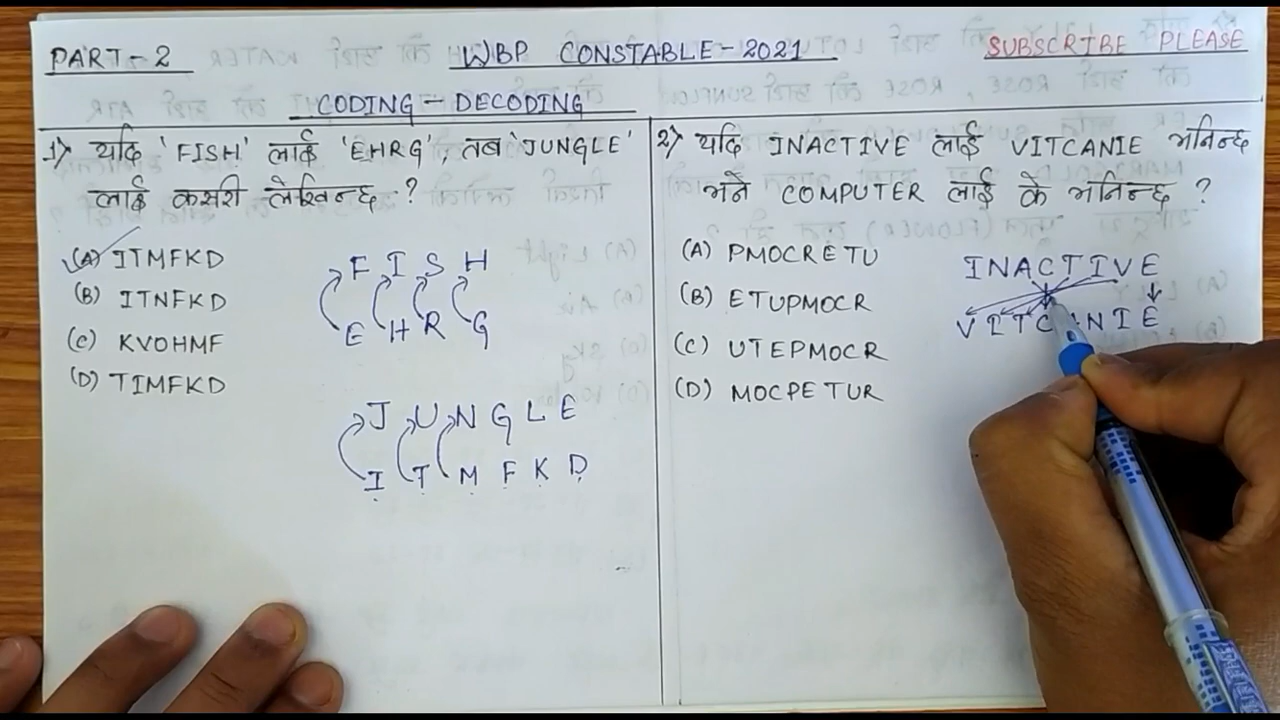 PART-2 WBP CONSTABLE-2021 SUBSCRIBE PLEASE
CODING-DECODING
1) यदि 'FISH' लाई 'EHRG', तब 'JUNGLE'
लाई कसरी लेखिन्द्छ ?
(A) ITMFKD
(B) ITNFKD
(C) KVOHMF
(D) TIMFKD
F I S H
E H R G
J U N G L E
I T M F K D
2) यदि INACTIVE लाई VITCANIE भनिन्द्छ
भने COMPUTER लाई के भनिन्द्छ ?
(A) PMOCRETU
(B) ETUPMOCR
(C) UTEPMOCR
(D) MOCPETUR
INACTIVE
V I T C A N I E